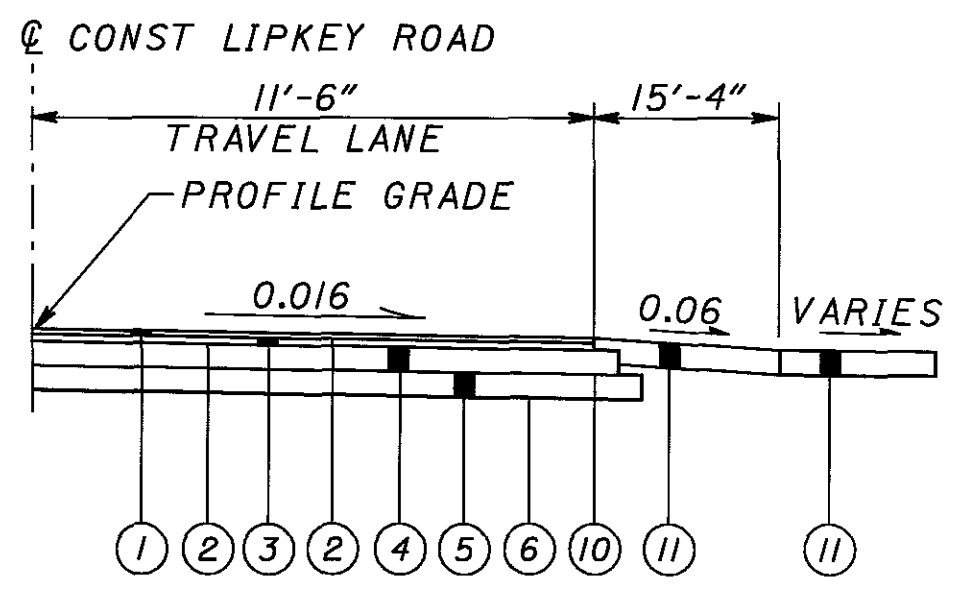 ℄ CONST LIPKEY ROAD
11'-6" 15'-4"
TRAVEL LANE
PROFILE GRADE
0.016 0.06 VARIES
1 2 3 2 4 5 6 10 11 11